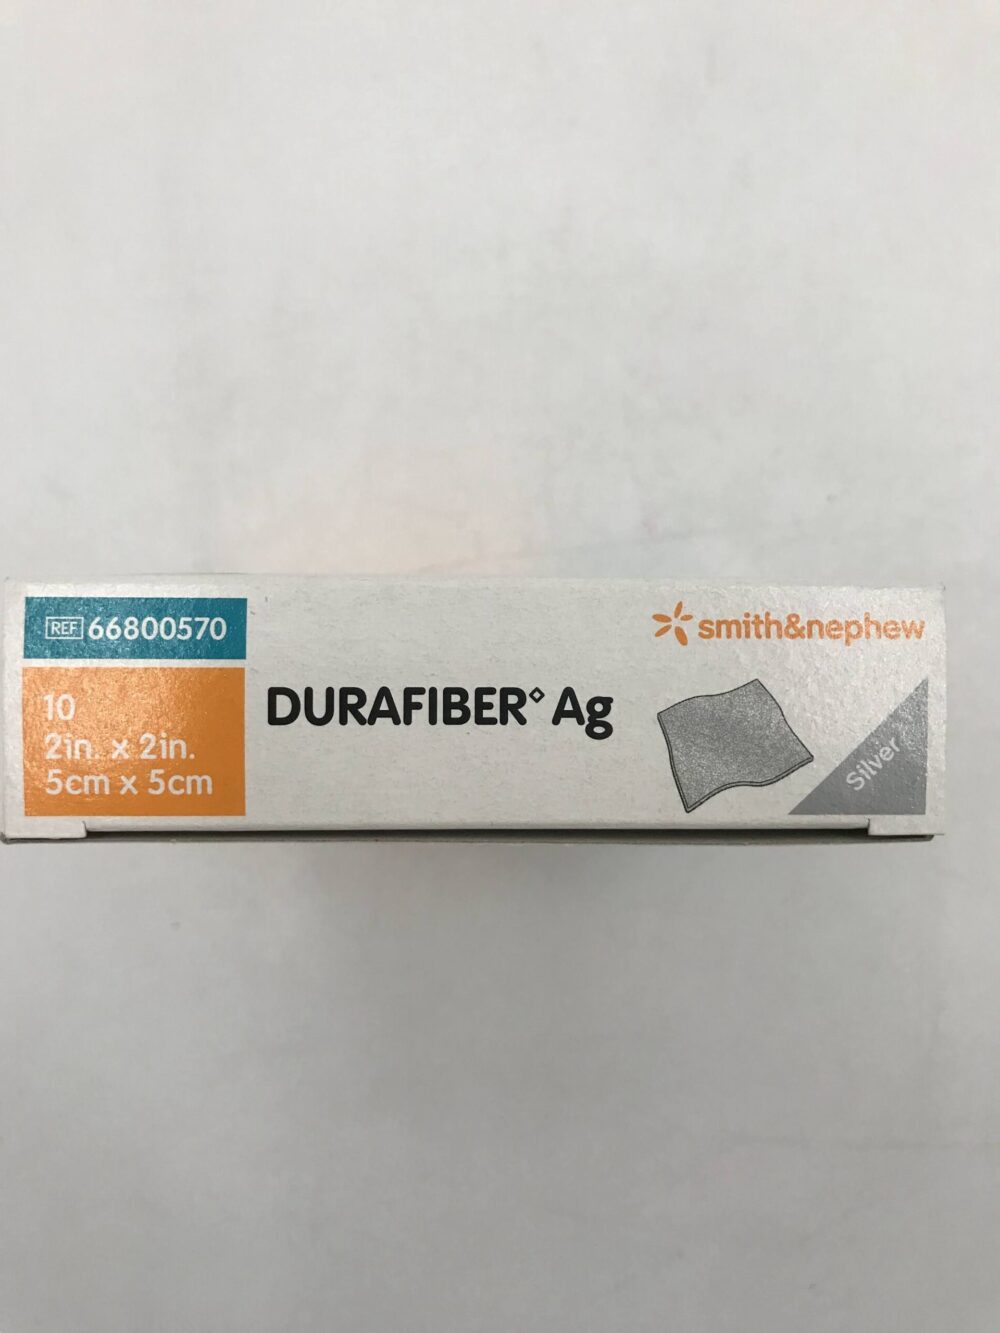 REF 66800570
10
2in. x 2in.
5cm x 5cm
DURAFIBER◊ Ag
smith&nephew
Silver